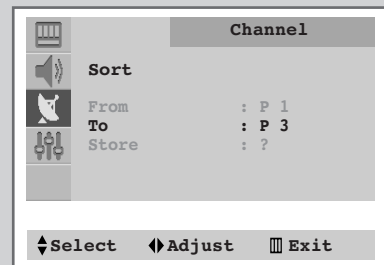 Channel
Sort
From : P 1
To : P 3
Store : ?
Select Adjust Exit